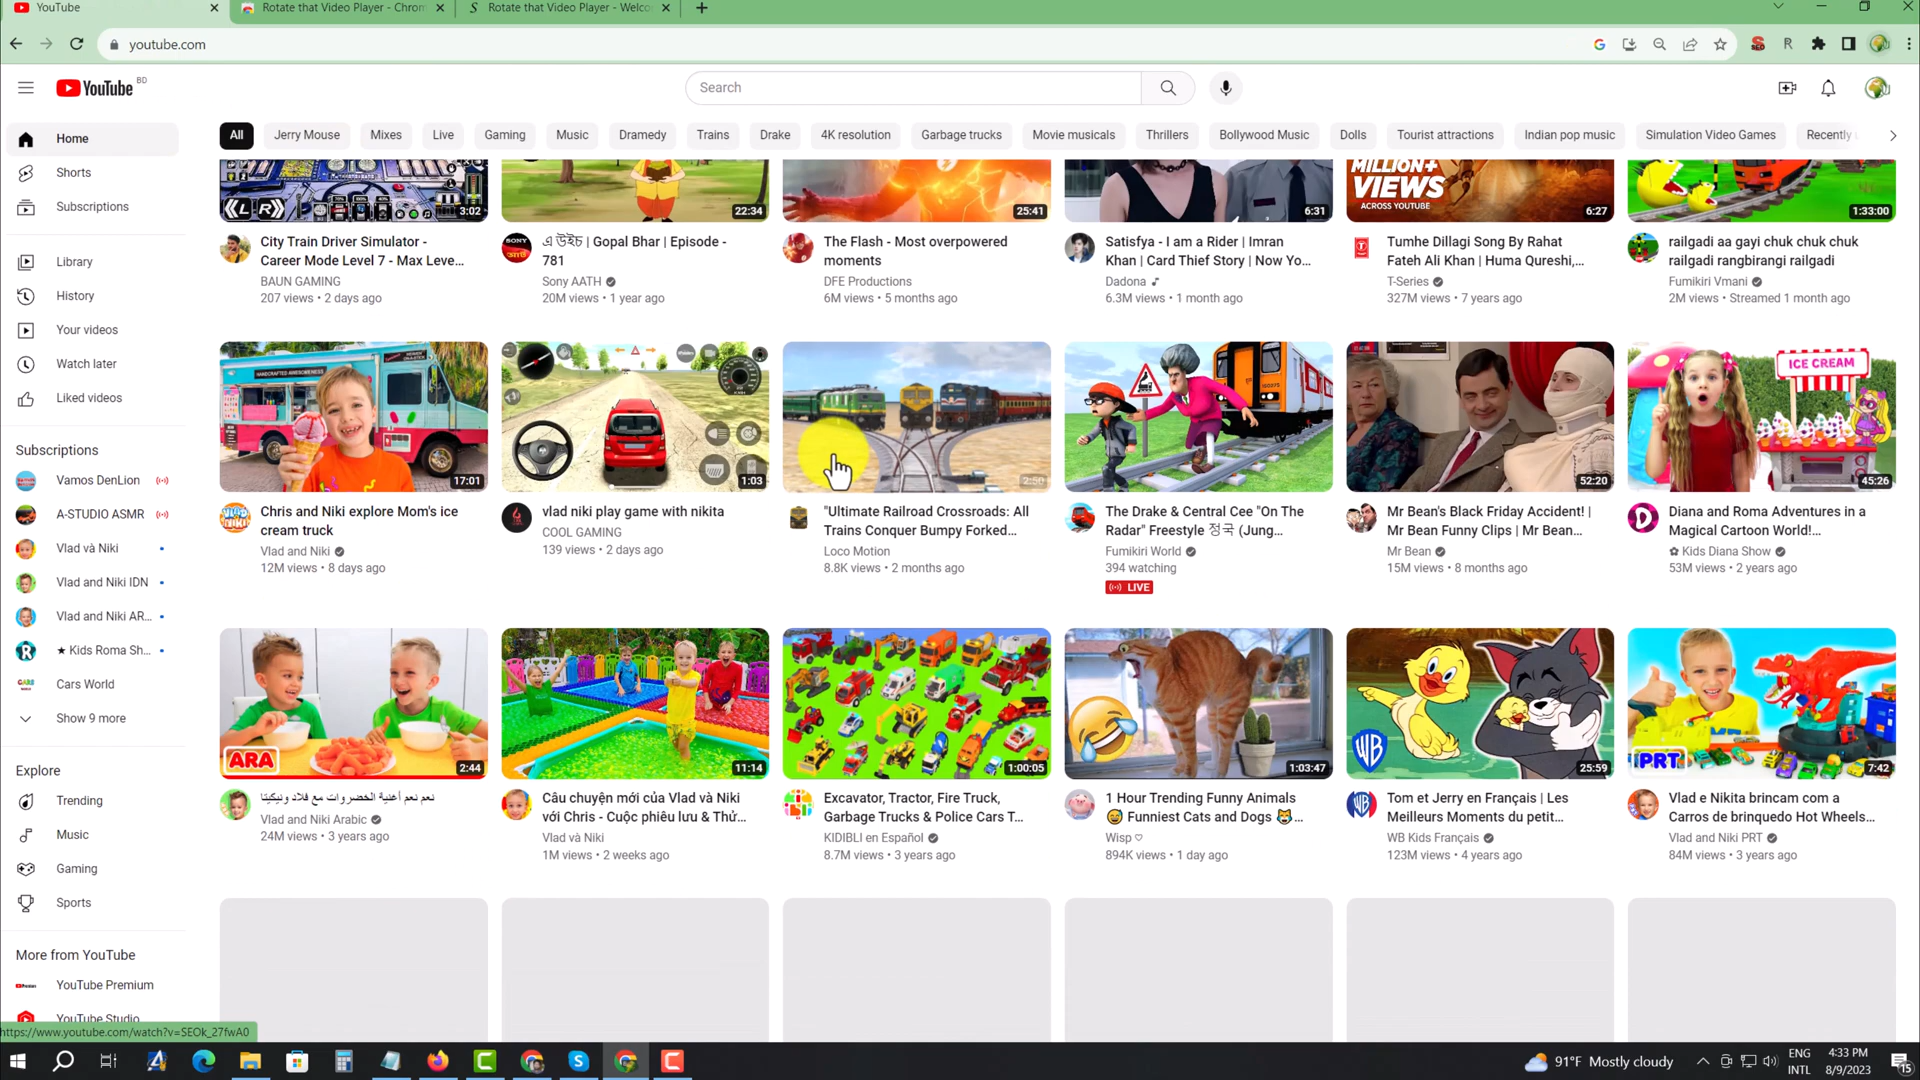 YouTube
Rotate that Video Player - Chrom
Rotate that Video Player - Welco
youtube.com
YouTube BD
Search
All
Jerry Mouse
Mixes
Live
Gaming
Music
Dramedy
Trains
Drake
4K resolution
Garbage trucks
Movie musicals
Thrillers
Bollywood Music
Dolls
Tourist attractions
Indian pop music
Simulation Video Games
Recently u
Home
Shorts
Subscriptions
Library
History
Your videos
Watch later
Liked videos
Subscriptions
Vamos DenLion
A-STUDIO ASMR
Vlad và Niki
Vlad and Niki IDN
Vlad and Niki AR...
★ Kids Roma Sh...
Cars World
Show 9 more
Explore
Trending
Music
Gaming
Sports
More from YouTube
YouTube Premium
YouTube Studio
https://www.youtube.com/watch?v=SEOk_27fwA0
L R
3:02
22:34
25:41
6:31
MILLION+
VIEWS
ACROSS YOUTUBE
6:27
1:33:00
City Train Driver Simulator -
Career Mode Level 7 - Max Leve...
BAUN GAMING
207 views • 2 days ago
SONY
এ উইচ | Gopal Bhar | Episode -
781
Sony AATH
20M views • 1 year ago
The Flash - Most overpowered
moments
DFE Productions
6M views • 5 months ago
Satisfya - I am a Rider | Imran
Khan | Card Thief Story | Now Yo...
Dadona ♪
6.3M views • 1 month ago
Tumhe Dillagi Song By Rahat
Fateh Ali Khan | Huma Qureshi,...
T-Series
327M views • 7 years ago
railgadi aa gayi chuk chuk chuk
railgadi rangbirangi railgadi
Fumikiri Vmani
2M views • Streamed 1 month ago
HANDCRAFTED AWESOMENESS
17:01
1:03
2:50
52:20
ICE CREAM
45:26
Chris and Niki explore Mom's ice
cream truck
Vlad and Niki
12M views • 8 days ago
vlad niki play game with nikita
COOL GAMING
139 views • 2 days ago
"Ultimate Railroad Crossroads: All
Trains Conquer Bumpy Forked...
Loco Motion
8.8K views • 2 months ago
The Drake & Central Cee "On The
Radar" Freestyle 정국 (Jung...
Fumikiri World
394 watching
LIVE
Mr Bean's Black Friday Accident! |
Mr Bean Funny Clips | Mr Bean...
Mr Bean
15M views • 8 months ago
Diana and Roma Adventures in a
Magical Cartoon World!...
✿ Kids Diana Show
53M views • 2 years ago
ARA
2:44
11:14
1:00:05
1:03:47
WB
25:59
PRT
7:42
نعم نعم أغنية الخضروات مع فلاد ونيكيتا
Vlad and Niki Arabic
24M views • 3 years ago
Câu chuyện mới của Vlad và Niki
với Chris - Cuộc phiêu lưu & Thử...
Vlad và Niki
1M views • 2 weeks ago
Excavator, Tractor, Fire Truck,
Garbage Trucks & Police Cars T...
KIDIBLI en Español
8.7M views • 3 years ago
1 Hour Trending Funny Animals
😅 Funniest Cats and Dogs 😹...
Wisp ♡
894K views • 1 day ago
Tom et Jerry en Français | Les
Meilleurs Moments du petit...
WB Kids Français
123M views • 4 years ago
Vlad e Nikita brincam com a
Carros de brinquedo Hot Wheels...
Vlad and Niki PRT
84M views • 3 years ago
91°F Mostly cloudy
ENG
INTL
4:33 PM
8/9/2023
15